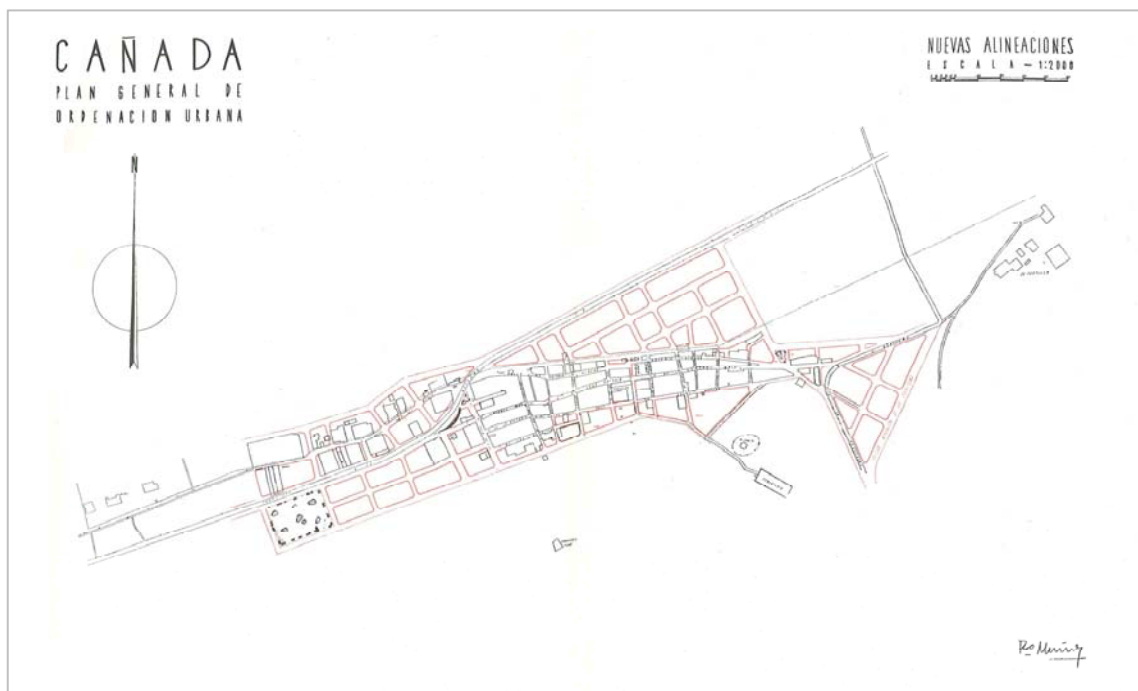 CAÑADA
PLAN GENERAL DE
ORDENACION URBANA
NUEVAS ALINEACIONES
ESCALA - 1:2000
N